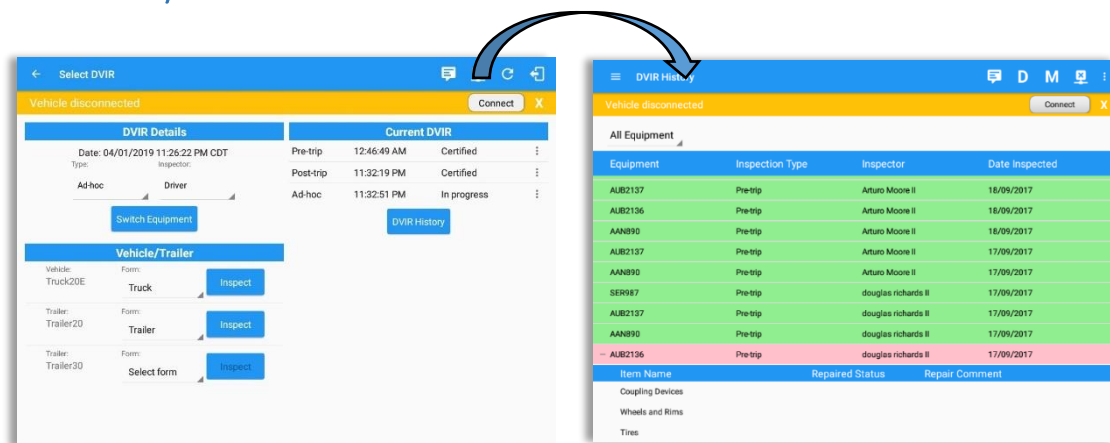 Select DVIR
Vehicle disconnected
Connect X
DVIR Details
Date: 04/01/2019 11:26:22 PM CDT
Type: Inspector:
Ad-hoc Driver
Switch Equipment
Vehicle/Trailer
Vehicle: Form:
Truck20E Truck Inspect
Trailer: Form:
Trailer20 Trailer Inspect
Trailer: Form:
Trailer30 Select form Inspect
Current DVIR
Pre-trip 12:46:49 AM Certified
Post-trip 11:32:19 PM Certified
Ad-hoc 11:32:51 PM In progress
DVIR History
DVIR History
D M
Vehicle disconnected
Connect X
All Equipment
Equipment Inspection Type Inspector Date Inspected
AUB2137 Pre-trip Arturo Moore II 18/09/2017
AUB2136 Pre-trip Arturo Moore II 18/09/2017
AAN890 Pre-trip Arturo Moore II 18/09/2017
AUB2137 Pre-trip Arturo Moore II 17/09/2017
AAN890 Pre-trip Arturo Moore II 17/09/2017
SER987 Pre-trip douglas richards II 17/09/2017
AUB2137 Pre-trip douglas richards II 17/09/2017
AAN890 Pre-trip douglas richards II 17/09/2017
– AUB2136 Pre-trip douglas richards II 17/09/2017
Item Name Repaired Status Repair Comment
Coupling Devices
Wheels and Rims
Tires